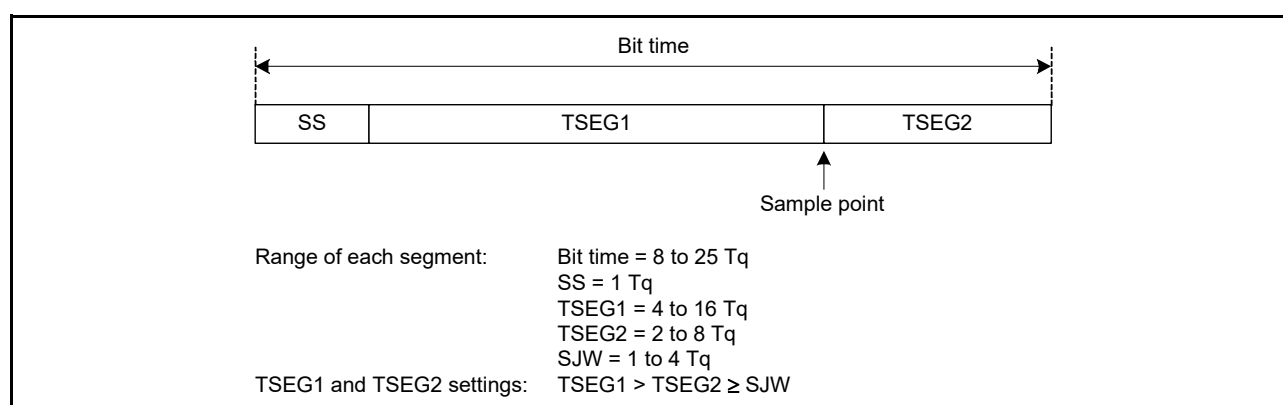 Bit time
SS TSEG1 TSEG2
Sample point
Range of each segment: Bit time = 8 to 25 Tq
SS = 1 Tq
TSEG1 = 4 to 16 Tq
TSEG2 = 2 to 8 Tq
SJW = 1 to 4 Tq
TSEG1 and TSEG2 settings: TSEG1 > TSEG2 ≥ SJW